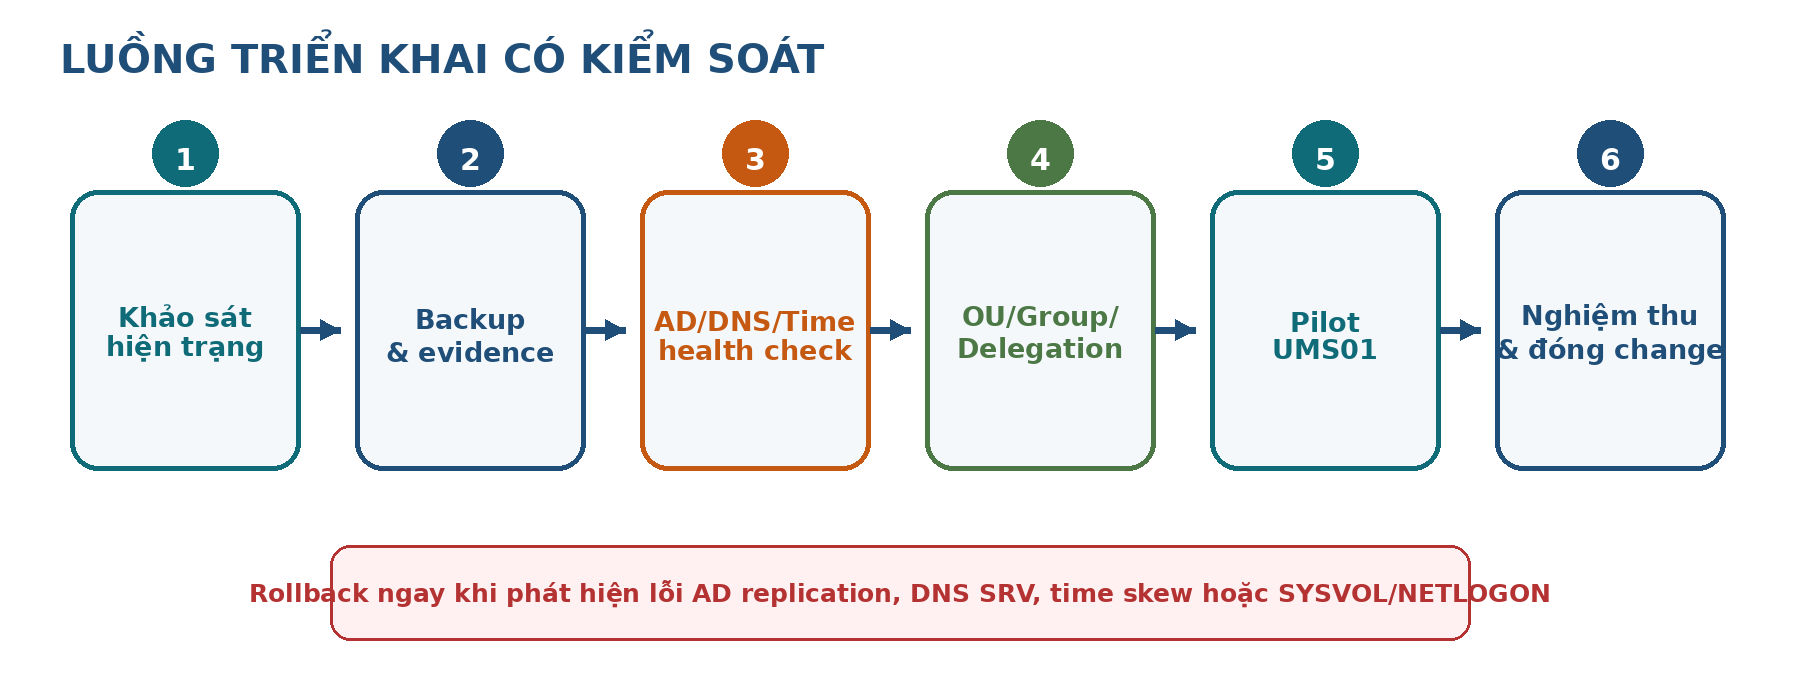 LUỒNG TRIỂN KHAI CÓ KIỂM SOÁT
1
Khảo sát
hiện trạng
2
Backup
& evidence
3
AD/DNS/Time
health check
4
OU/Group/
Delegation
5
Pilot
UMS01
6
Nghiệm thu
& đóng change
Rollback ngay khi phát hiện lỗi AD replication, DNS SRV, time skew hoặc SYSVOL/NETLOGON